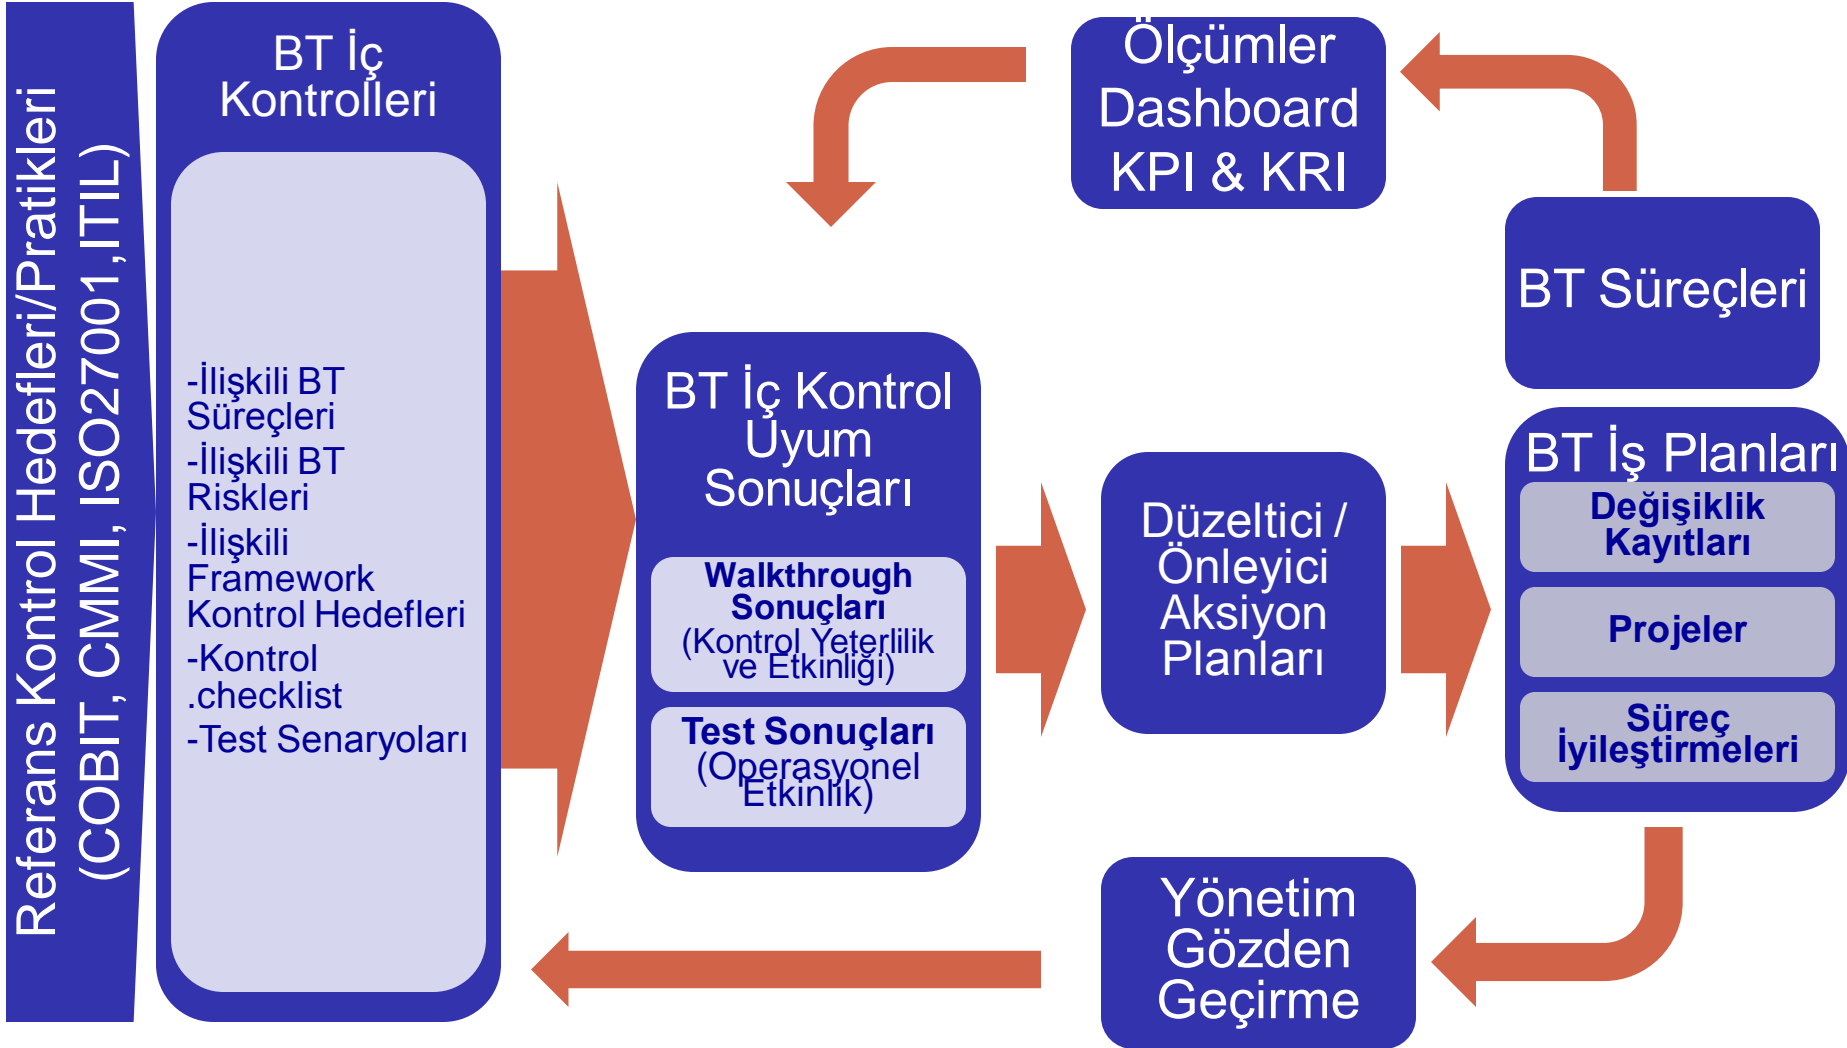 Referans Kontrol Hedefleri/Pratikleri
(COBIT, CMMI, ISO27001,ITIL)
BT İç
Kontrolleri
-İlişkili BT
Süreçleri
-İlişkili BT
Riskleri
-İlişkili
Framework
Kontrol Hedefleri
-Kontrol
.checklist
-Test Senaryoları
BT İç Kontrol
Uyum
Sonuçları
Walkthrough
Sonuçları
(Kontrol Yeterlilik
ve Etkinliği)
Test Sonuçları
(Operasyonel
Etkinlik)
Düzeltici /
Önleyici
Aksiyon
Planları
Ölçümler
Dashboard
KPI & KRI
BT Süreçleri
BT İş Planları
Değişiklik
Kayıtları
Projeler
Süreç
İyileştirmeleri
Yönetim
Gözden
Geçirme